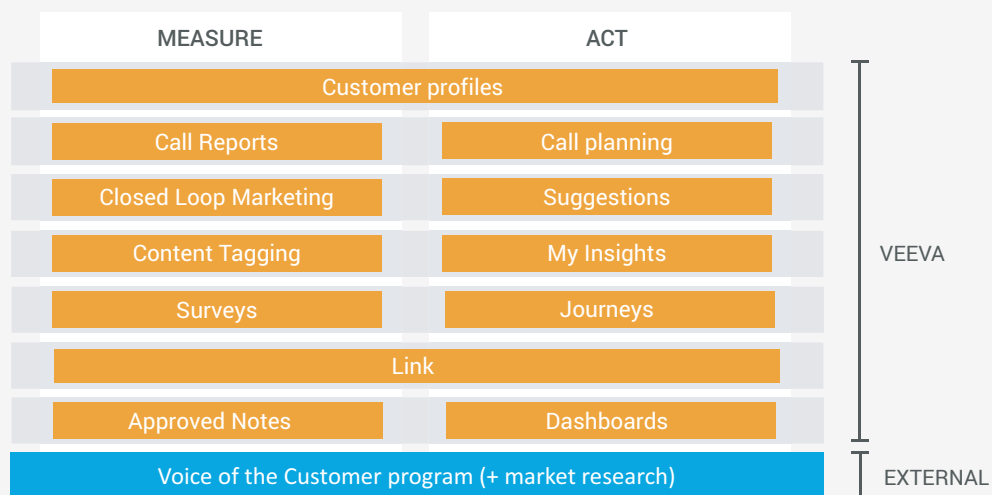 MEASURE ACT
Customer profiles
Call Reports Call planning
Closed Loop Marketing Suggestions
Content Tagging My Insights
VEEVA
Surveys Journeys
Link
Approved Notes Dashboards
Voice of the Customer program (+ market research)
EXTERNAL